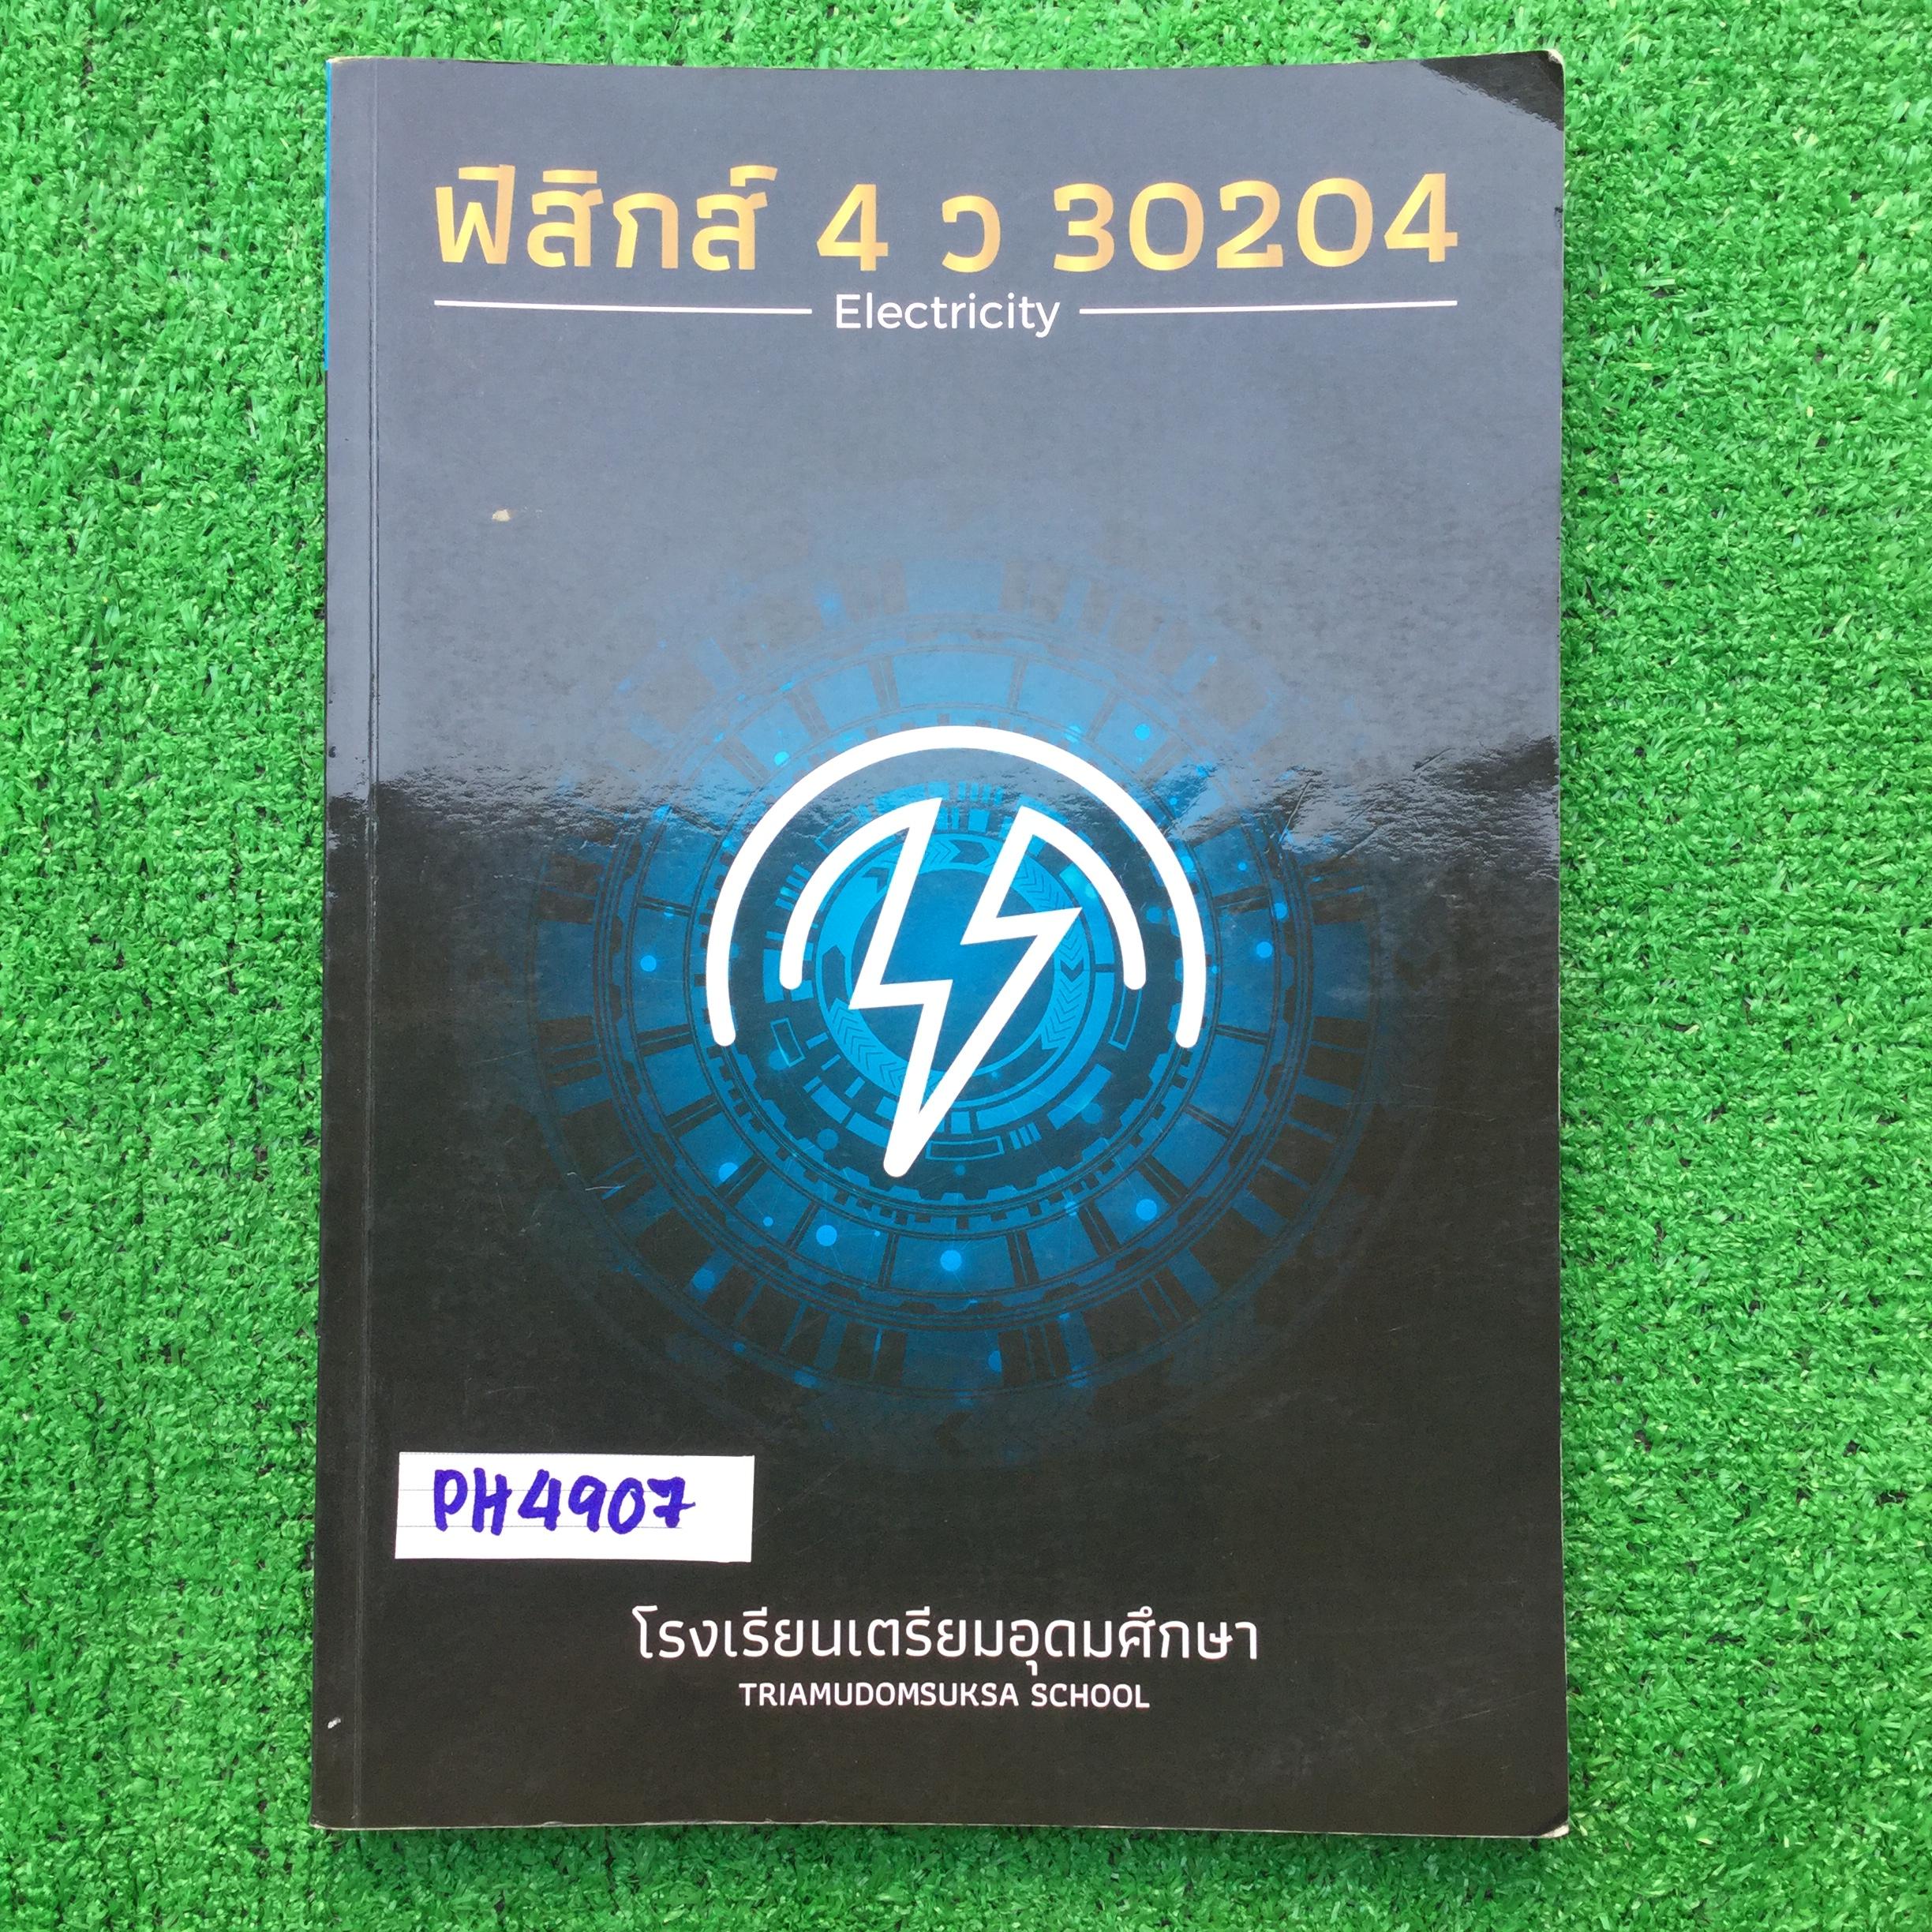 ฟิสิกส์ 4 ว 30204
Electricity
PH4907
โรงเรียนเตรียมอุดมศึกษา
TRIAMUDOMSUKSA SCHOOL